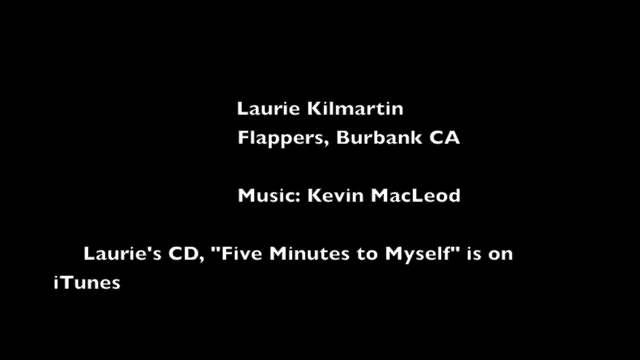 Laurie Kilmartin
Flappers, Burbank CA
Music: Kevin MacLeod
Laurie's CD, "Five Minutes to Myself" is on
iTunes